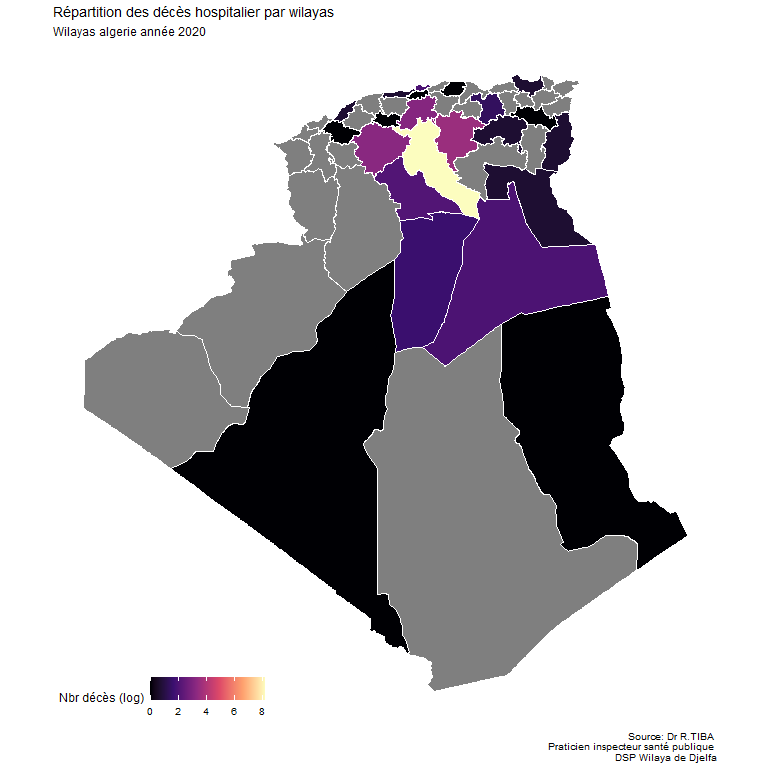 Répartition des décès hospitalier par wilayas
Wilayas algerie année 2020
Nbr décès (log)
0 2 4 6 8
Source: Dr R.TIBA
Praticien inspecteur santé publique
DSP Wilaya de Djelfa